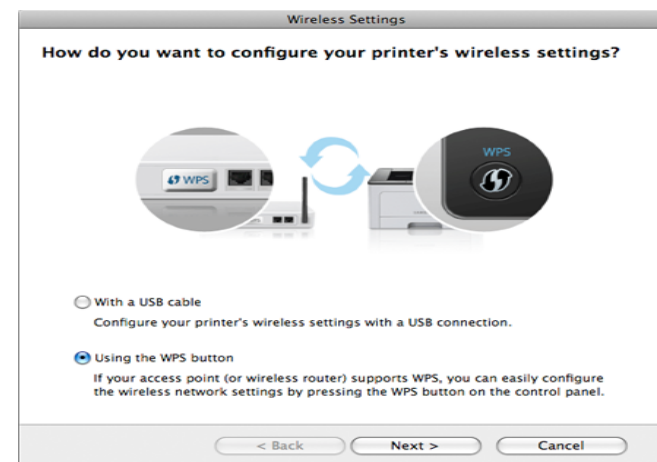 Wireless Settings
How do you want to configure your printer's wireless settings?
WPS
WPS
With a USB cable
Configure your printer's wireless settings with a USB connection.
Using the WPS button
If your access point (or wireless router) supports WPS, you can easily configure
the wireless network settings by pressing the WPS button on the control panel.
< Back
Next >
Cancel